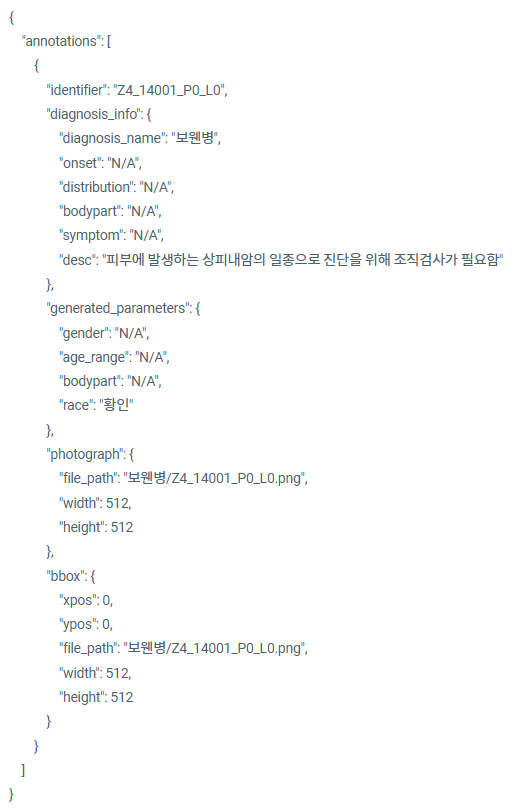 {
"annotations": [
{
"identifier": "Z4_14001_P0_L0",
"diagnosis_info": {
"diagnosis_name": "보웬병",
"onset": "N/A",
"distribution": "N/A",
"bodypart": "N/A",
"symptom": "N/A",
"desc": "피부에 발생하는 상피내암의 일종으로 진단을 위해 조직검사가 필요함"
},
"generated_parameters": {
"gender": "N/A",
"age_range": "N/A",
"bodypart": "N/A",
"race": "황인"
},
"photograph": {
"file_path": "보웬병/Z4_14001_P0_L0.png",
"width": 512,
"height": 512
},
"bbox": {
"xpos": 0,
"ypos": 0,
"file_path": "보웬병/Z4_14001_P0_L0.png",
"width": 512,
"height": 512
}
}
]
}